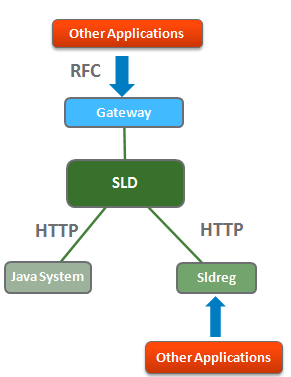 Other Applications
RFC
Gateway
SLD
HTTP
HTTP
Java System
Sldreg
Other Applications